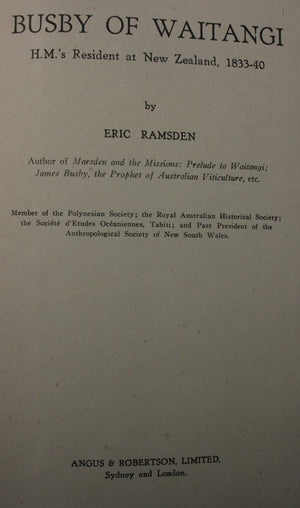 BUSBY OF WAITANGI
H.M.'s Resident at New Zealand, 1833-40
by
ERIC RAMSDEN
Author of Marsden and the Missions: Prelude to Waitangi;
James Busby, the Prophet of Australian Viticulture, etc.
Member of the Polynesian Society; the Royal Australian Historical Society;
the Société d'Etudes Océaniennes, Tahiti; and Past President of the
Anthropological Society of New South Wales.
ANGUS & ROBERTSON, LIMITED,
Sydney and London.